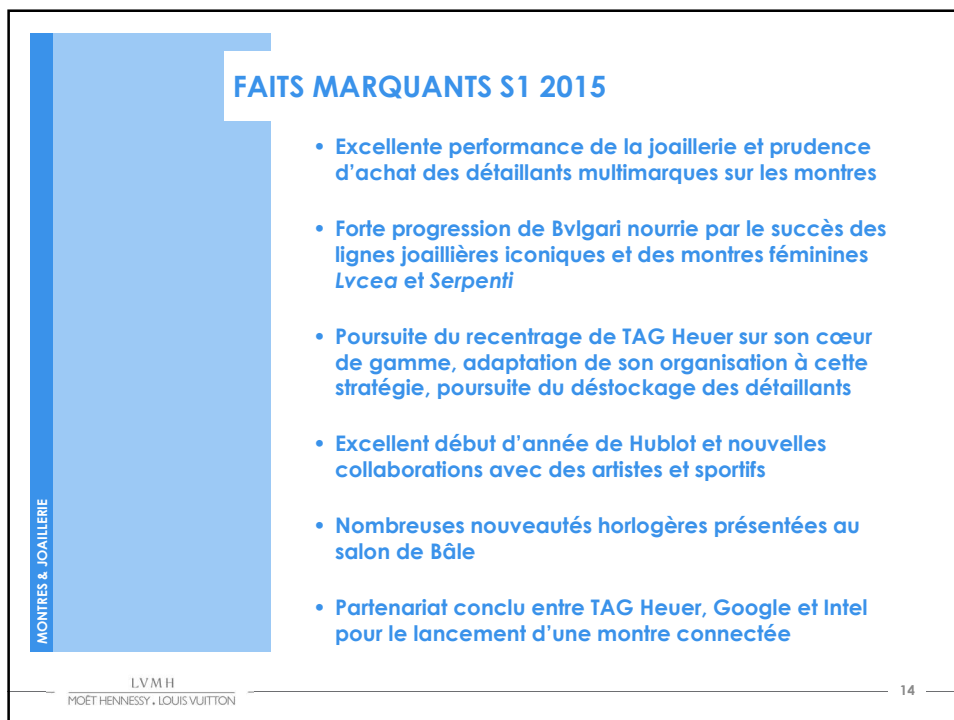 FAITS MARQUANTS S1 2015
• Excellente performance de la joaillerie et prudence
d’achat des détaillants multimarques sur les montres
• Forte progression de Bvlgari nourrie par le succès des
lignes joaillières iconiques et des montres féminines
Lvcea et Serpenti
• Poursuite du recentrage de TAG Heuer sur son cœur
de gamme, adaptation de son organisation à cette
stratégie, poursuite du déstockage des détaillants
• Excellent début d’année de Hublot et nouvelles
collaborations avec des artistes et sportifs
• Nombreuses nouveautés horlogères présentées au
salon de Bâle
• Partenariat conclu entre TAG Heuer, Google et Intel
pour le lancement d’une montre connectée
MONTRES & JOAILLERIE
LVMH
MOËT HENNESSY . LOUIS VUITTON
14